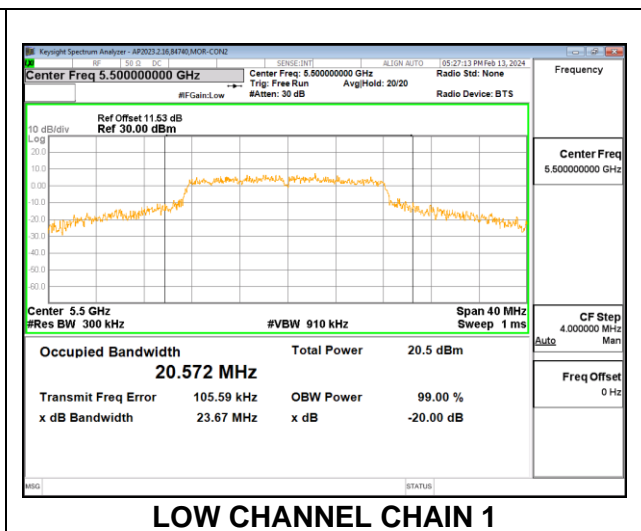 Keysight Spectrum Analyzer - AP2023.2.16,84740,MOR-CON2
RF 50 Ω DC SENSE:INT ALIGN AUTO 05:27:13 PM Feb 13, 2024
Center Freq 5.500000000 GHz
Center Freq: 5.500000000 GHz
Radio Std: None
Trig: Free Run Avg|Hold: 20/20
#IFGain:Low #Atten: 30 dB Radio Device: BTS
Frequency
Ref Offset 11.53 dB
10 dB/div Ref 30.00 dBm
Log
20.0
10.0
0.00
-10.0
-20.0
-30.0
-40.0
-50.0
-60.0
Center Freq
5.500000000 GHz
Center 5.5 GHz Span 40 MHz
#Res BW 300 kHz #VBW 910 kHz Sweep 1 ms
CF Step
4.000000 MHz
Auto Man
Occupied Bandwidth Total Power 20.5 dBm
20.572 MHz
Transmit Freq Error 105.59 kHz OBW Power 99.00 %
x dB Bandwidth 23.67 MHz x dB -20.00 dB
Freq Offset
0 Hz
MSG STATUS
LOW CHANNEL CHAIN 1